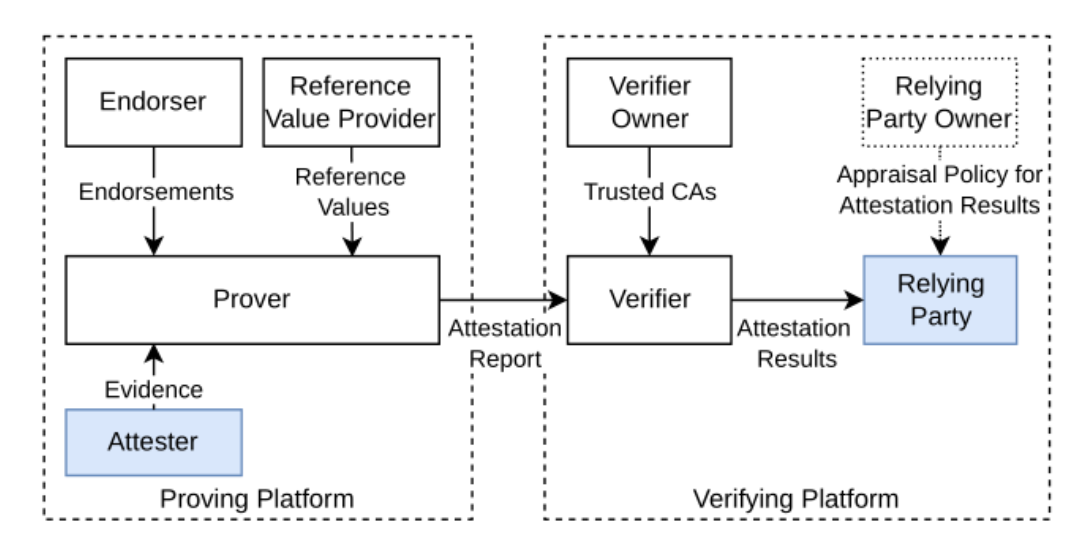 Endorser
Reference
Value Provider
Verifier
Owner
Relying
Party Owner
Endorsements
Reference
Values
Trusted CAs
Appraisal Policy for
Attestation Results
Prover
Verifier
Relying
Party
Attestation
Report
Attestation
Results
Evidence
Attester
Proving Platform
Verifying Platform